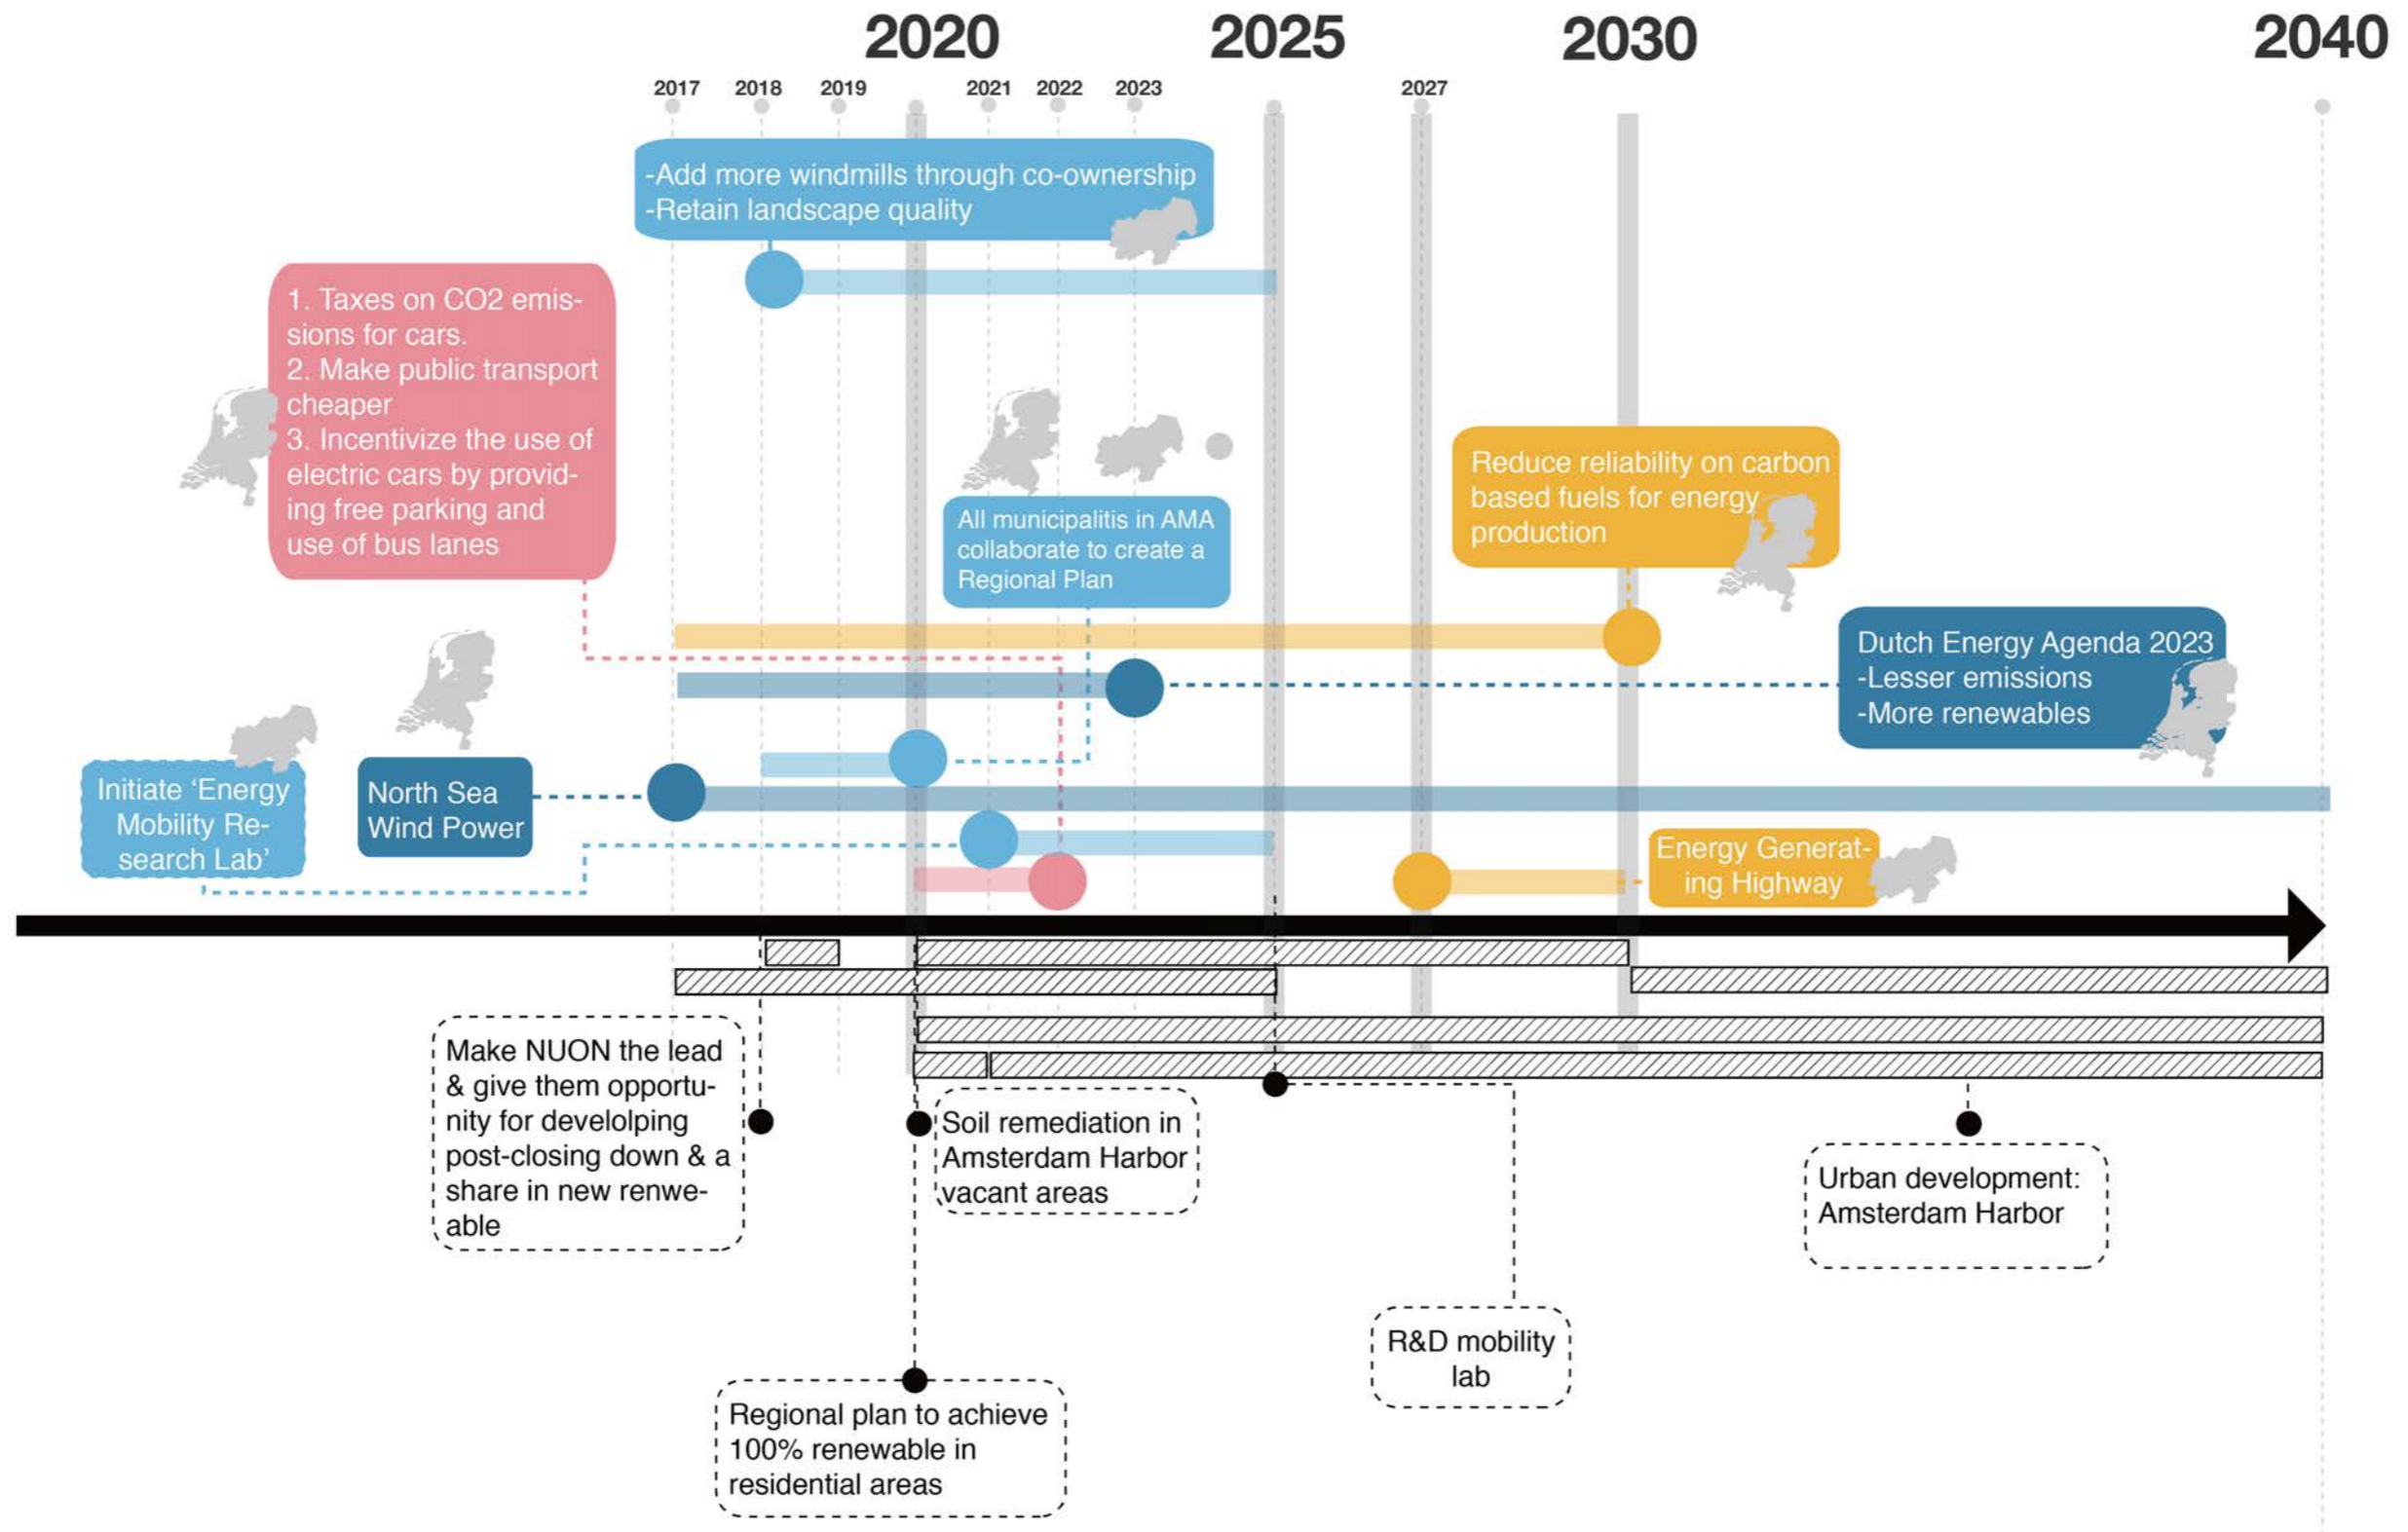 2020
2025
2030
2040
2017
2018
2019
2021
2022
2023
2027
-Add more windmills through co-ownership
-Retain landscape quality
1. Taxes on CO2 emis-
sions for cars.
2. Make public transport
cheaper
3. Incentivize the use of
electric cars by provid-
ing free parking and
use of bus lanes
All municipalitis in AMA
collaborate to create a
Regional Plan
Reduce reliability on carbon
based fuels for energy
production
Dutch Energy Agenda 2023
-Lesser emissions
-More renewables
Initiate ‘Energy
Mobility Re-
search Lab’
North Sea
Wind Power
Energy Generat-
ing Highway
Make NUON the lead
& give them opportu-
nity for develolping
post-closing down & a
share in new renwe-
able
Soil remediation in
Amsterdam Harbor
vacant areas
Urban development:
Amsterdam Harbor
R&D mobility
lab
Regional plan to achieve
100% renewable in
residential areas